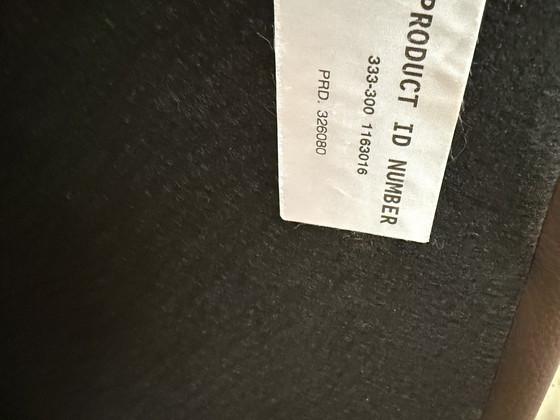 PRODUCT ID NUMBER
333-300 1163016
PRD. 326080